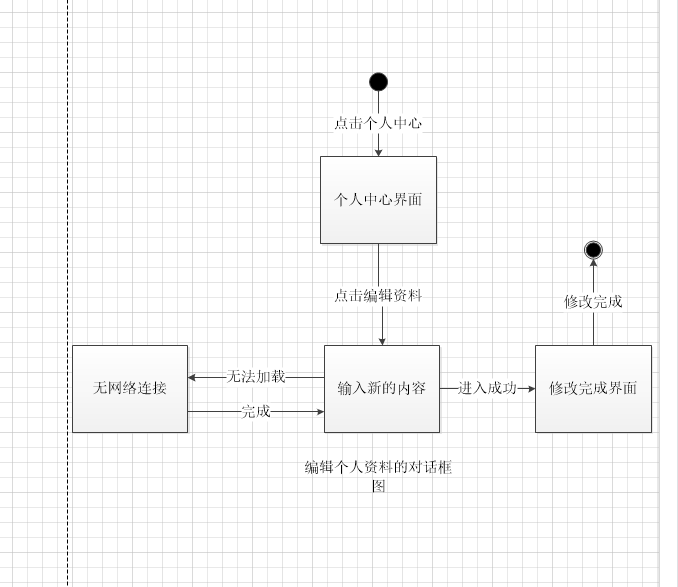 点击个人中心
个人中心界面
点击编辑资料
修改完成
无网络连接
无法加载
完成
输入新的内容
进入成功
修改完成界面
编辑个人资料的对话框
图